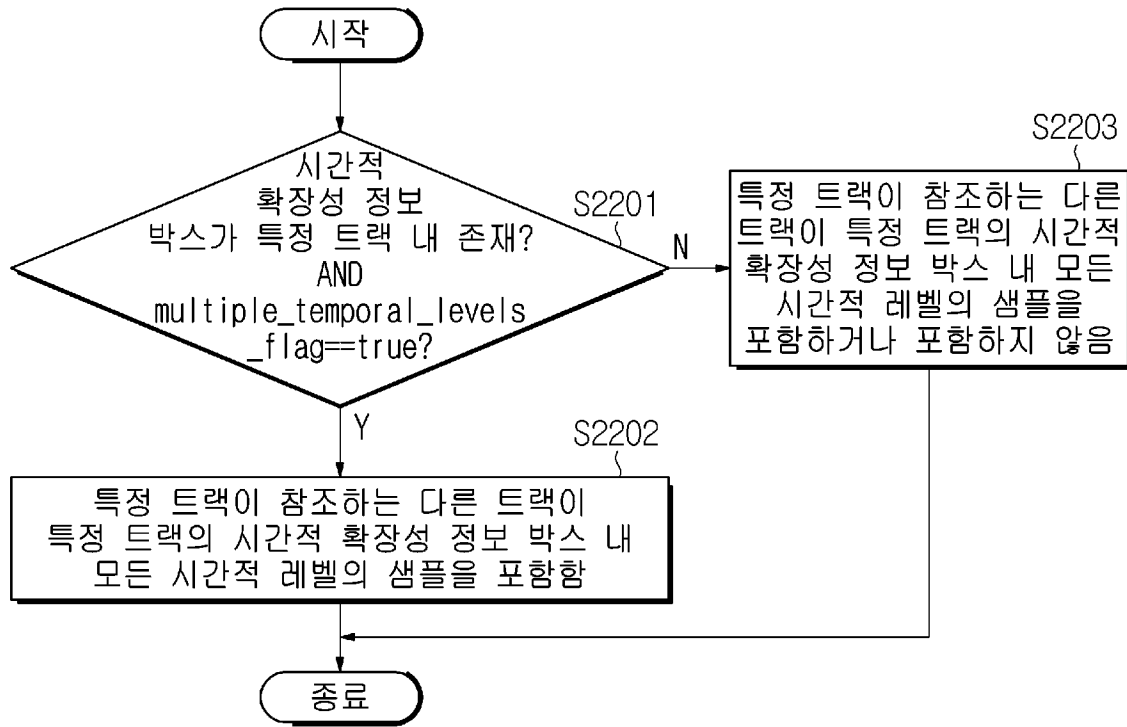 시작
시간적
확장성 정보
박스가 특정 트랙 내 존재?
AND
multiple_temporal_levels
_flag==true?
S2201
N
Y
S2203
특정 트랙이 참조하는 다른
트랙이 특정 트랙의 시간적
확장성 정보 박스 내 모든
시간적 레벨의 샘플을
포함하거나 포함하지 않음
S2202
특정 트랙이 참조하는 다른 트랙이
특정 트랙의 시간적 확장성 정보 박스 내
모든 시간적 레벨의 샘플을 포함함
종료